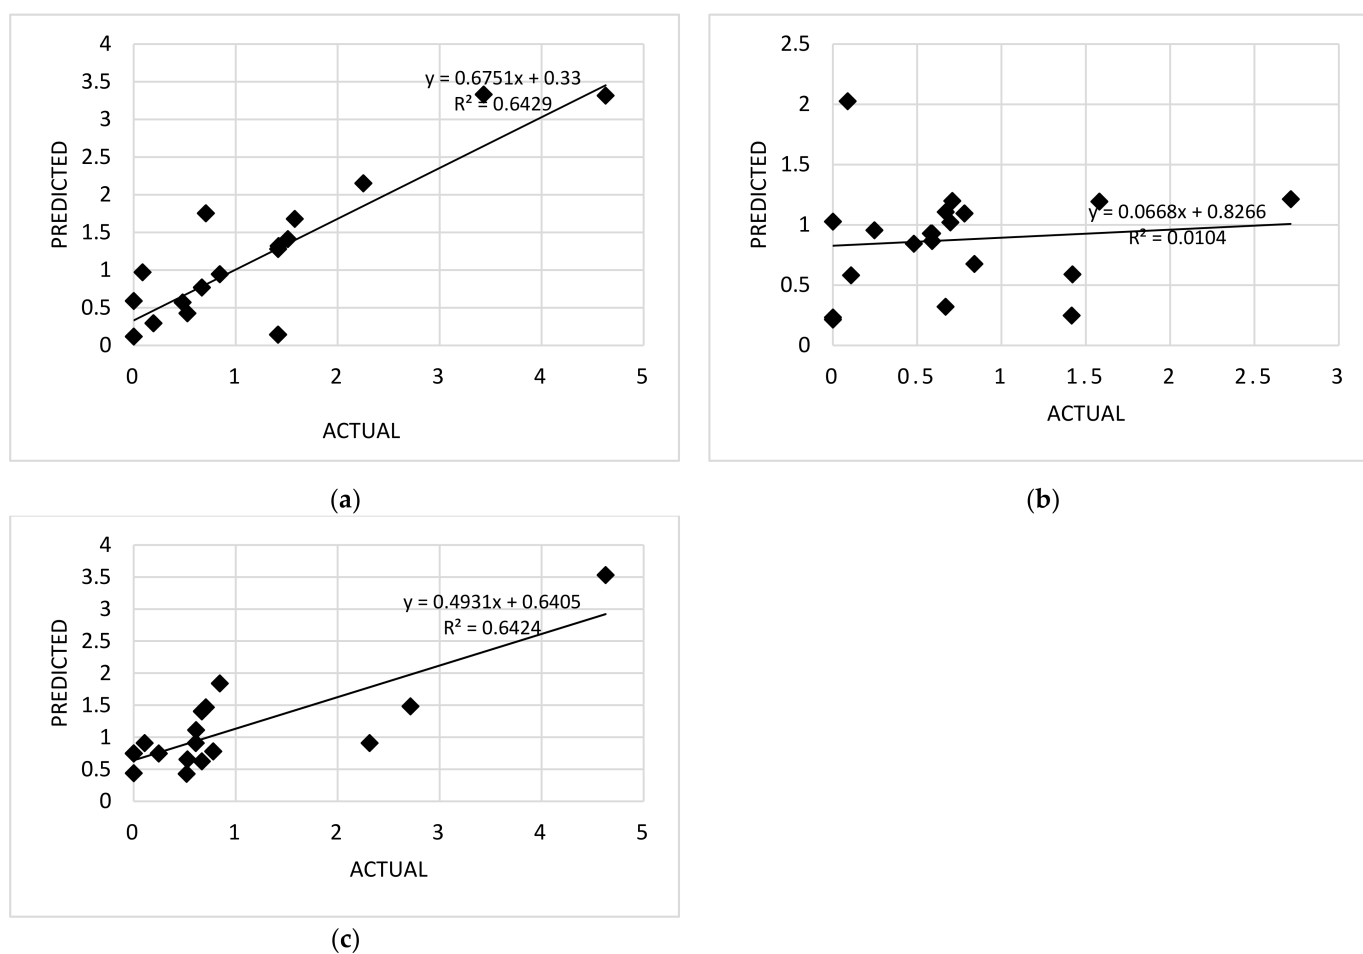 4
3.5
3
2.5
2
1.5
1
0.5
0
PREDICTED
y = 0.6751x + 0.33
R² = 0.6429
0 1 2 3 4 5
ACTUAL
(a)
2.5
2
1.5
1
0.5
0
PREDICTED
y = 0.0668x + 0.8266
R² = 0.0104
0 0.5 1 1.5 2 2.5 3
ACTUAL
(b)
4
3.5
3
2.5
2
1.5
1
0.5
0
PREDICTED
y = 0.4931x + 0.6405
R² = 0.6424
0 1 2 3 4 5
ACTUAL
(c)